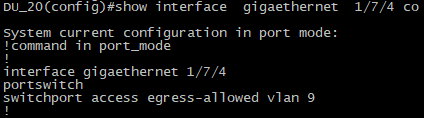 DU_20(config)#show interface  gigaethernet  1/7/4 co
System current configuration in port mode:
!command in port_mode
!
interface gigaethernet 1/7/4
portswitch
switchport access egress-allowed vlan 9
!